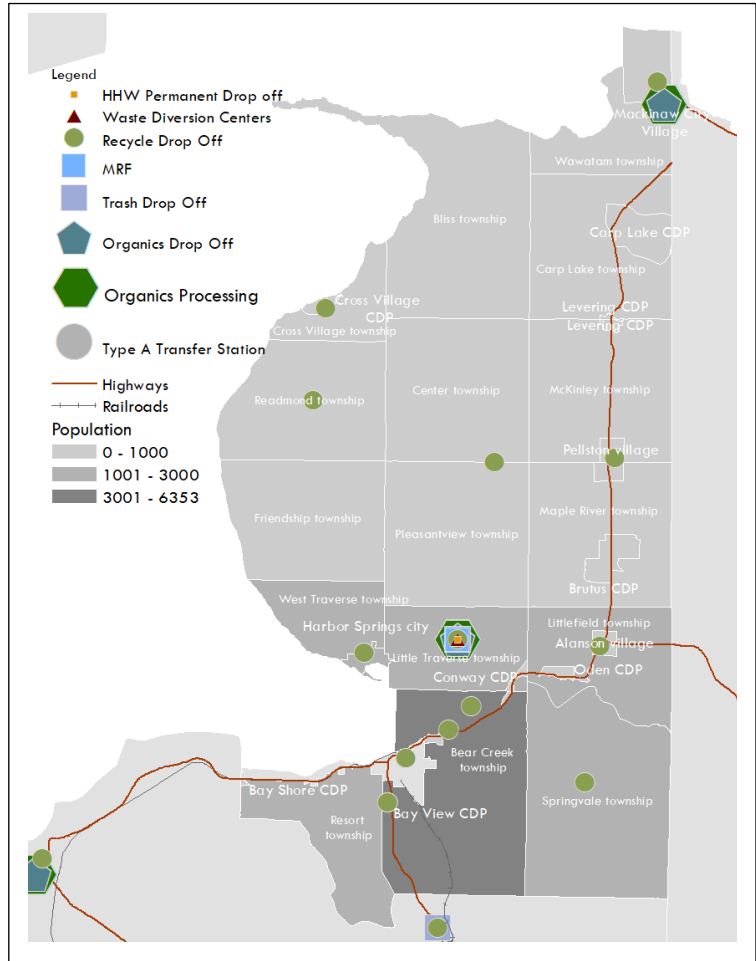 Legend
HHW Permanent Drop off
Waste Diversion Centers
Recycle Drop Off
MRF
Trash Drop Off
Organics Drop Off
Organics Processing
Type A Transfer Station
Highways
Railroads
Population
0 - 1000
1001 - 3000
3001 - 6353
Mackinaw City
Village
Wawatam township
Bliss township
Carp Lake CDP
Carp Lake township
Cross Village
CDP
Cross Village township
Levering CDP
Levering CDP
Readmond township
Center township
McKinley township
Pellston village
Friendship township
Pleasantview township
Maple River township
Brutus CDP
West Traverse township
Harbor Springs city
Little Traverse township
Littlefield township
Alanson village
Oden CDP
Conway CDP
Bear Creek
township
Bay Shore CDP
Resort
township
Bay View CDP
Springvale township